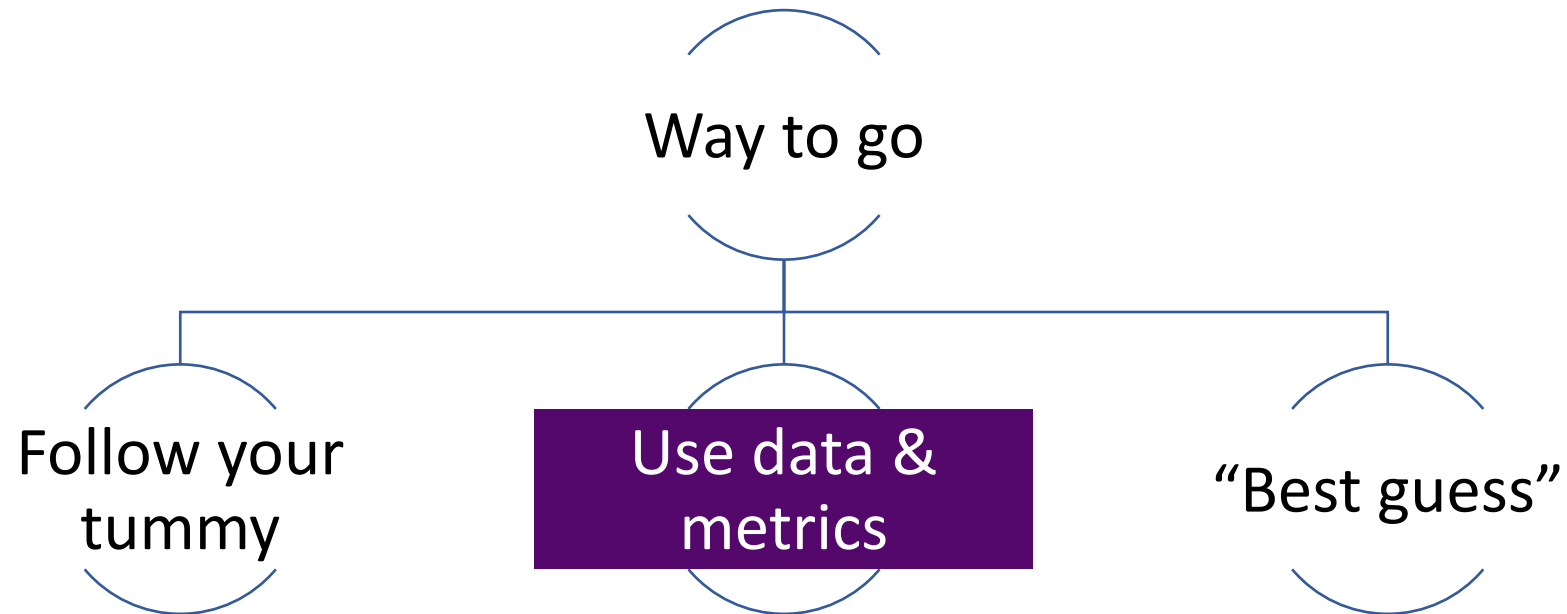 Way to go
Follow your
tummy
Use data &
metrics
“Best guess”